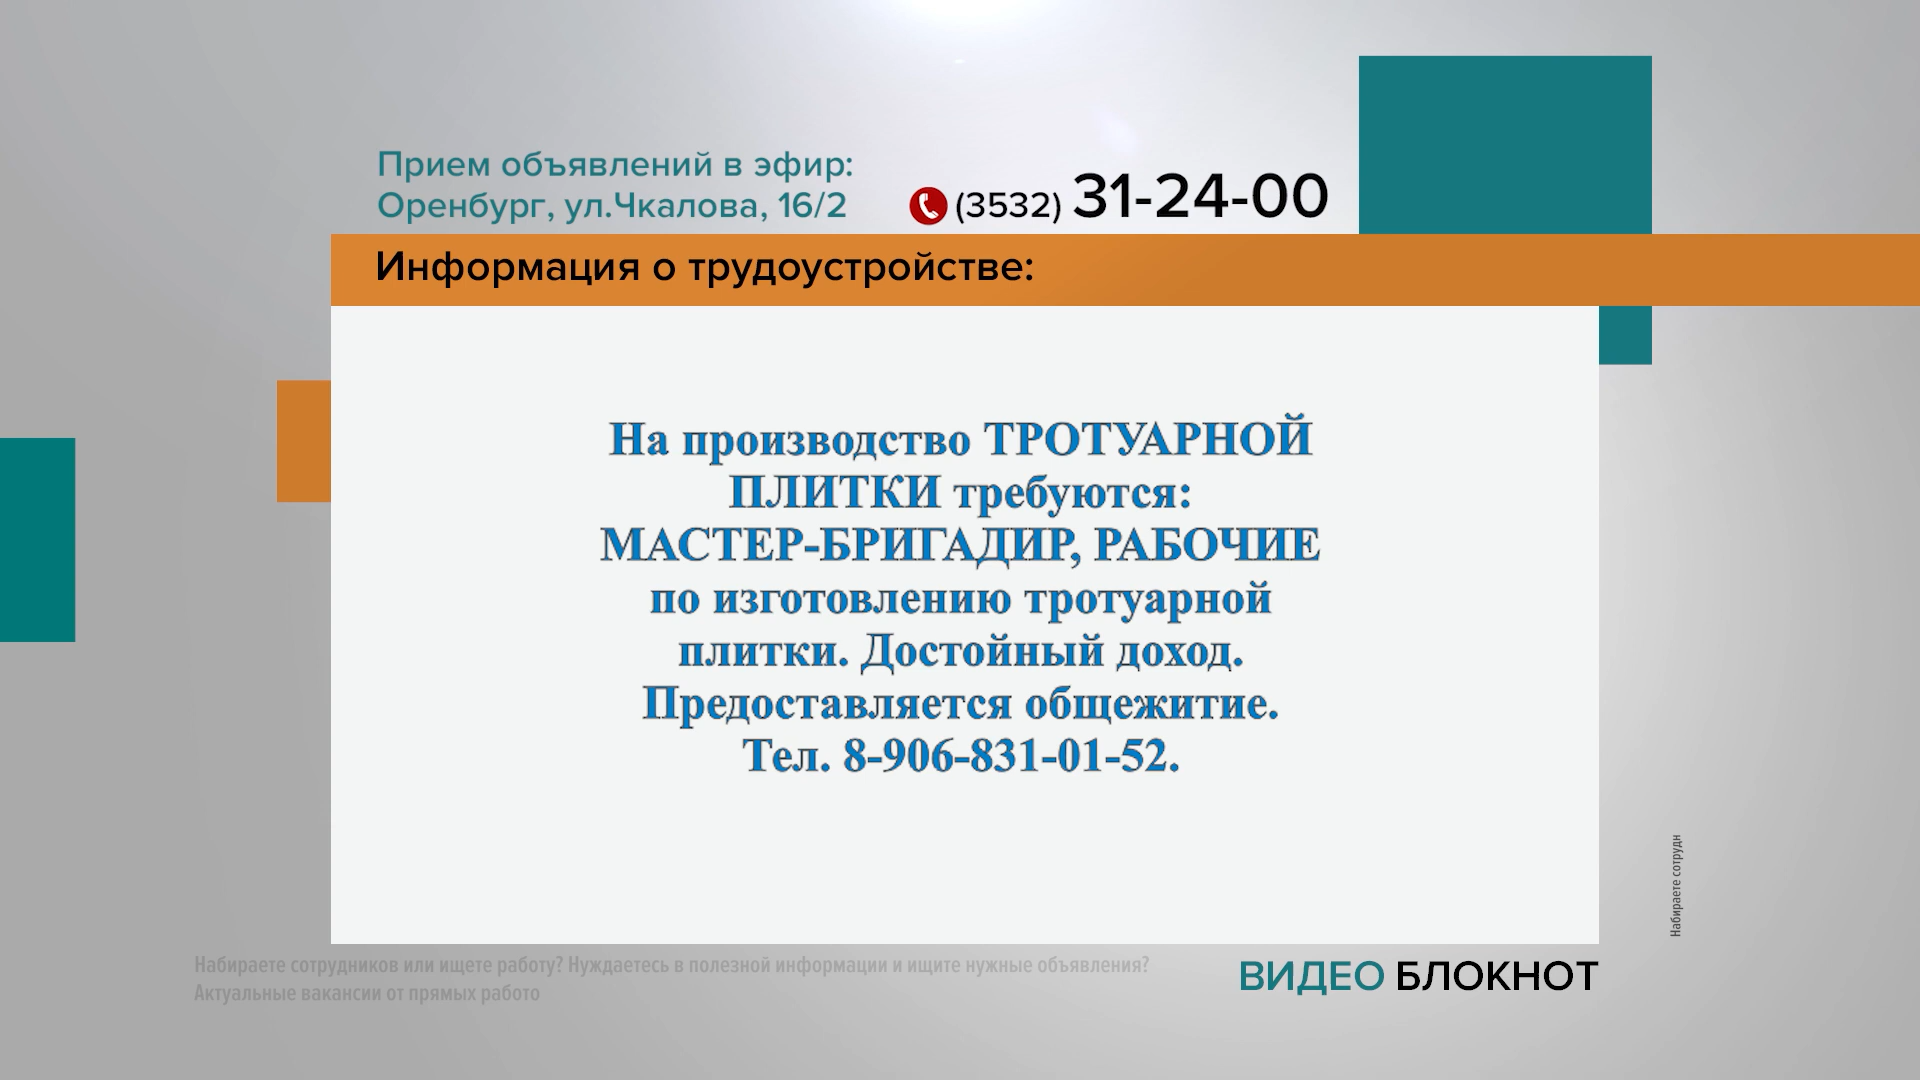 Прием объявлений в эфир:
Оренбург, ул.Чкалова, 16/2
(3532) 31-24-00
Информация о трудоустройстве:
На производство ТРОТУАРНОЙ
ПЛИТКИ требуются:
МАСТЕР-БРИГАДИР, РАБОЧИЕ
по изготовлению тротуарной
плитки. Достойный доход.
Предоставляется общежитие.
Тел. 8-906-831-01-52.
Набираете сотрудн
Набираете сотрудников или ищете работу? Нуждаетесь в полезной информации и ищите нужные объявления?
Актуальные вакансии от прямых работо
ВИДЕО БЛОКНОТ